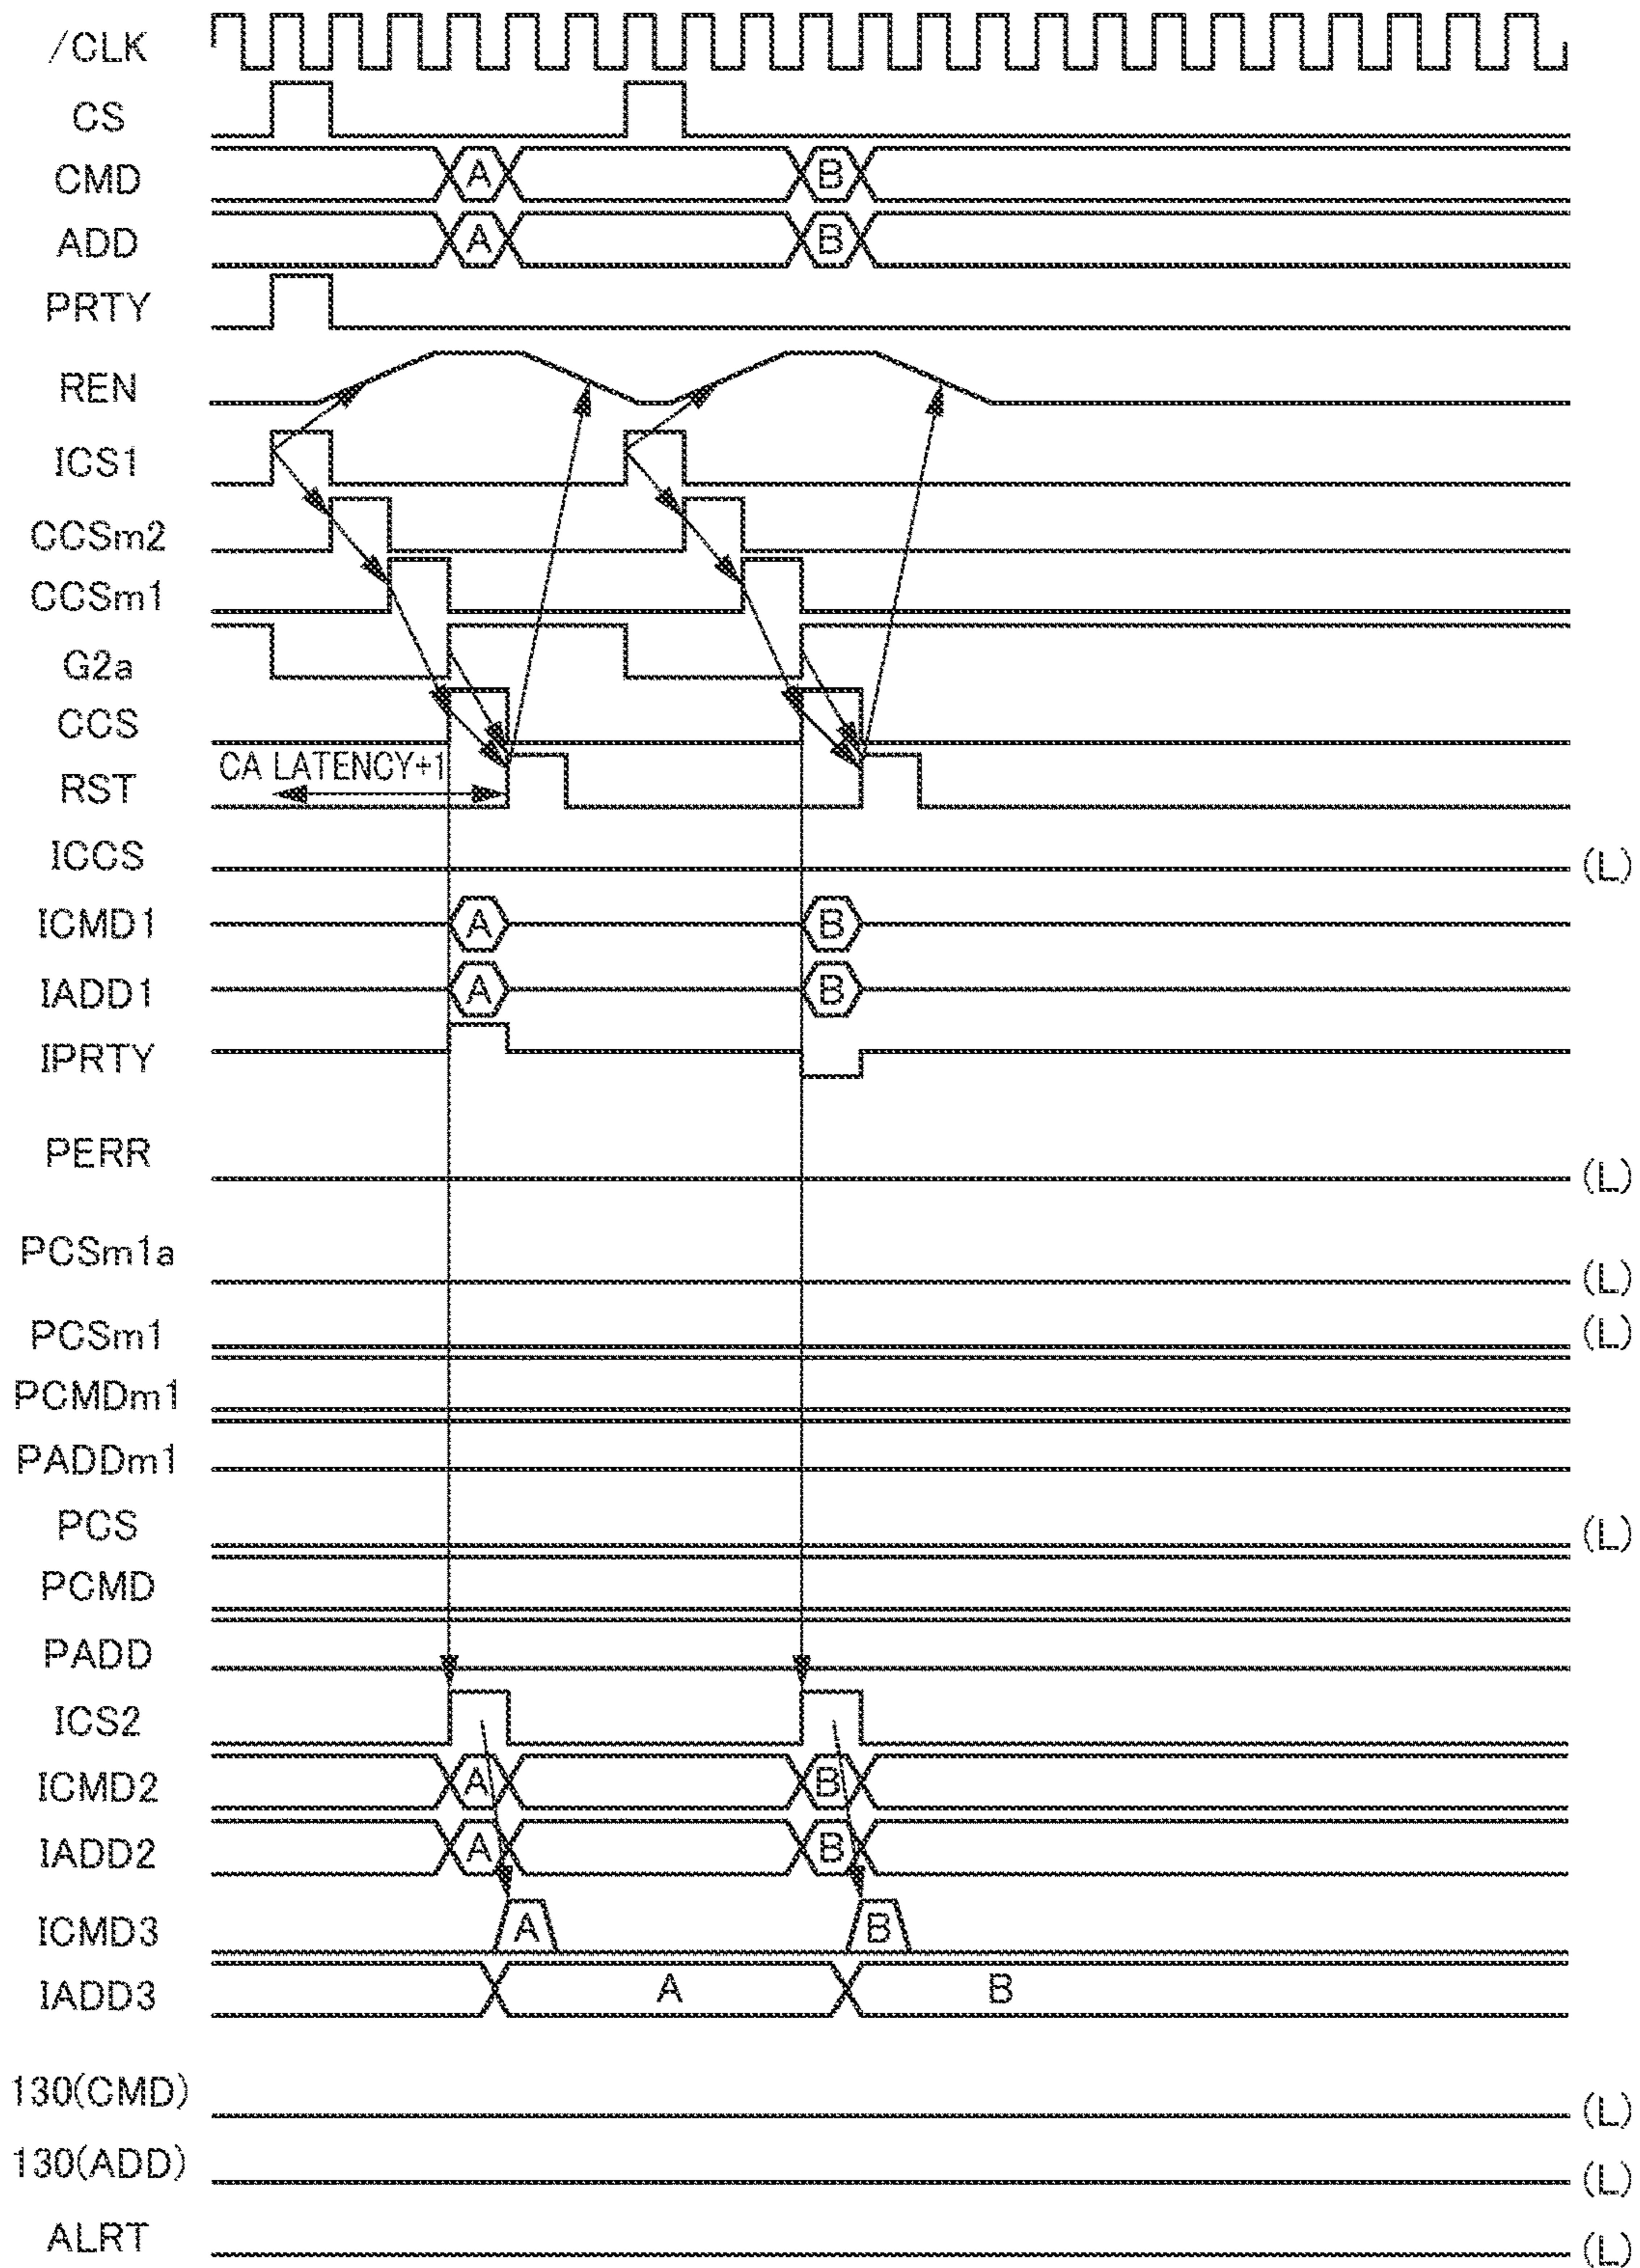 /CLK
CS
CMD A B
ADD A B
PRTY
REN
ICS1
CCSm2
CCSm1
G2a
CCS
CA LATENCY+1
RST
ICCS (L)
ICMD1 A B
IADD1 A B
IPRTY
PERR (L)
PCSm1a (L)
PCSm1 (L)
PCMDm1
PADDm1
PCS (L)
PCMD
PADD
ICS2
ICMD2 A B
IADD2 A B
ICMD3 A B
IADD3 A B
130(CMD) (L)
130(ADD) (L)
ALRT (L)